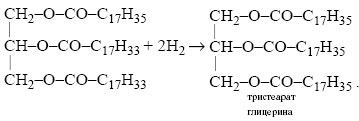 CH₂–O–CO–C₁₇H₃₅ CH₂–O–CO–C₁₇H₃₅
| |
CH–O–CO–C₁₇H₃₃ + 2H₂ → CH–O–CO–C₁₇H₃₅
| |
CH₂–O–CO–C₁₇H₃₃ CH₂–O–CO–C₁₇H₃₅ .
тристеарат
глицерина